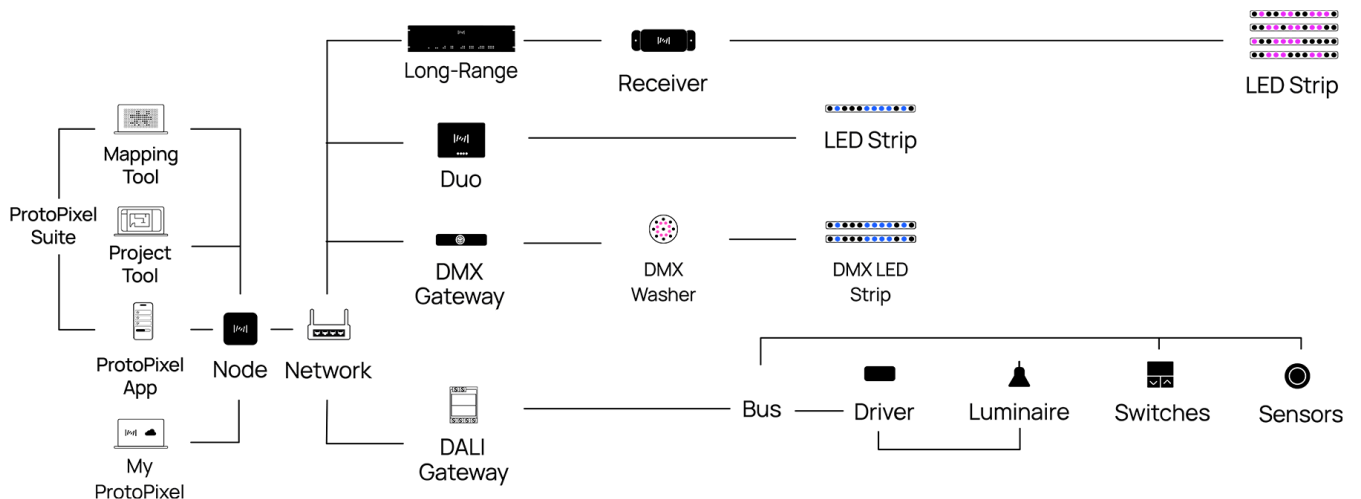 Long-Range
Receiver
LED Strip
LED Strip
Mapping
Tool
Duo
ProtoPixel
Suite
Project
Tool
DMX
Gateway
DMX
Washer
DMX LED
Strip
ProtoPixel
App
Node
Network
Bus
Driver
Luminaire
Switches
Sensors
DALI
Gateway
My
ProtoPixel